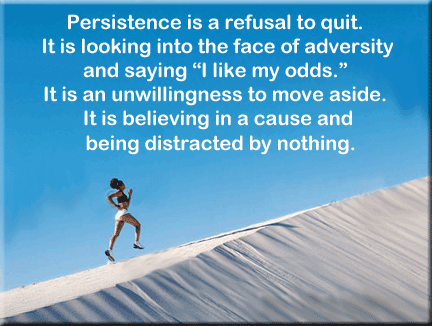 Persistence is a refusal to quit.
It is looking into the face of adversity
and saying “I like my odds.”
It is an unwillingness to move aside.
It is believing in a cause and
being distracted by nothing.